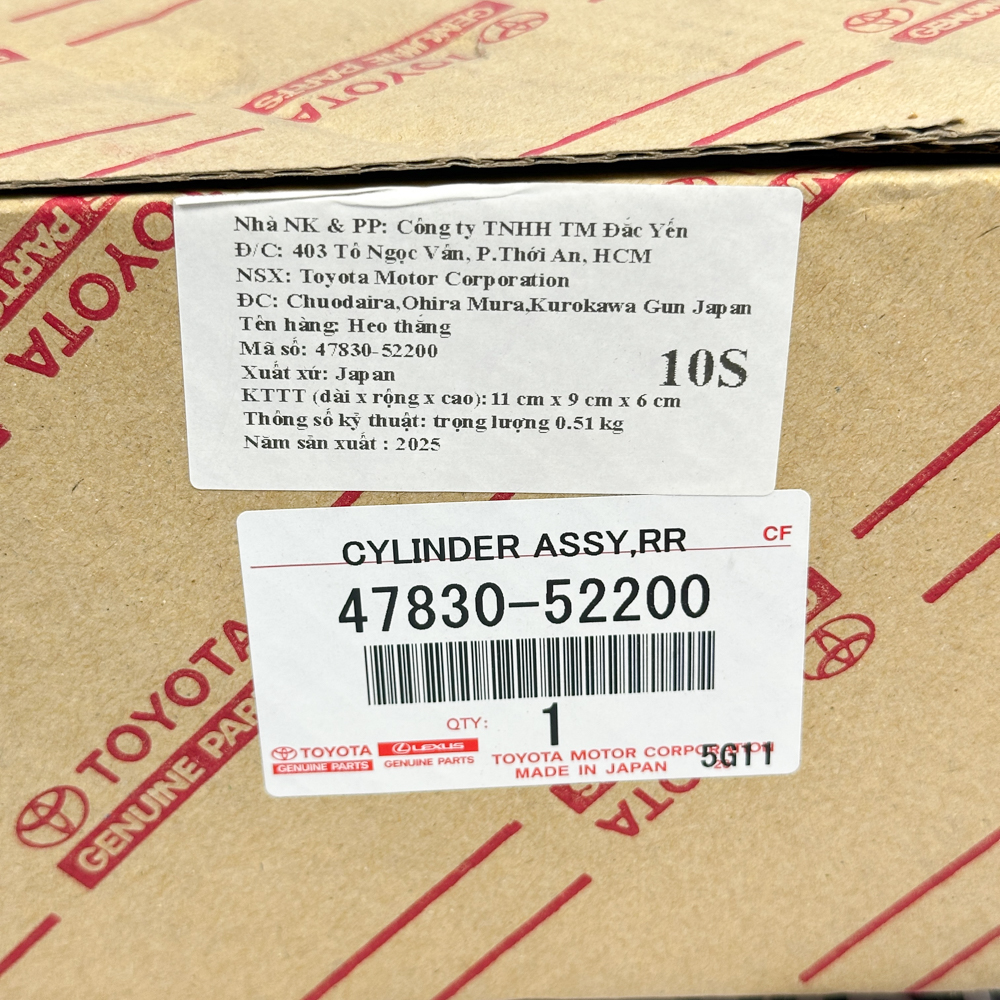 TOYOTA
GENUINE PARTS
Nhà NK & PP: Công ty TNHH TM Đắc Yến
Đ/C: 403 Tô Ngọc Vân, P.Thới An, HCM
NSX: Toyota Motor Corporation
ĐC: Chuodaira,Ohira Mura,Kurokawa Gun Japan
Tên hàng: Heo thắng
Mã số: 47830-52200
Xuất xứ: Japan
10S
KTTT (dài x rộng x cao): 11 cm x 9 cm x 6 cm
Thông số kỹ thuật: trọng lượng 0.51 kg
Năm sản xuất : 2025
CYLINDER ASSY,RR
CF
47830-52200
QTY: 1
TOYOTA
GENUINE PARTS
LEXUS
GENUINE PARTS
TOYOTA MOTOR CORPORATION
MADE IN JAPAN
5G11
TOYOTA
GENUINE PARTS
TOYOTA